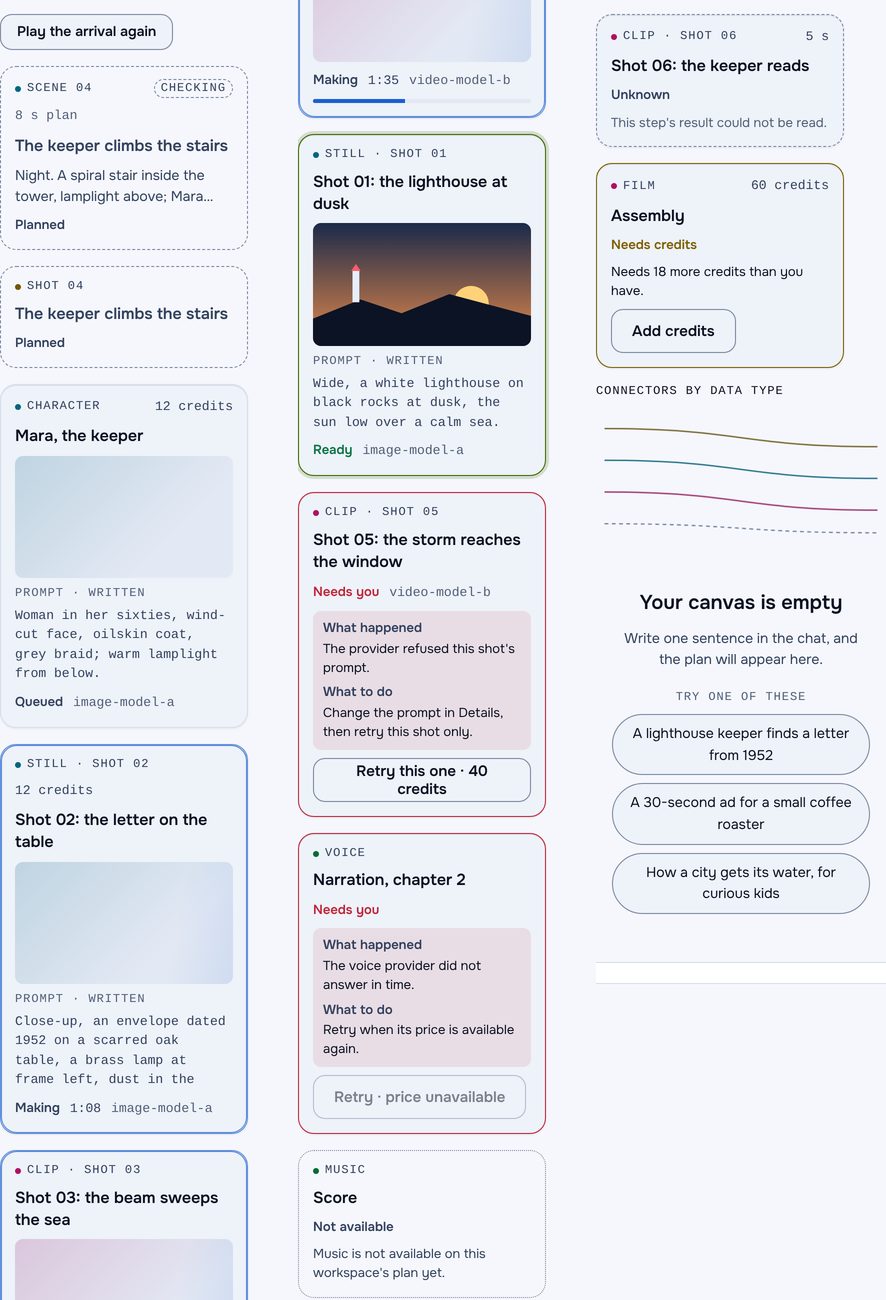 Play the arrival again
SCENE 04
CHECKING
8 s plan
The keeper climbs the stairs
Night. A spiral stair inside the
tower, lamplight above; Mara…
Planned
SHOT 04
The keeper climbs the stairs
Planned
CHARACTER
12 credits
Mara, the keeper
PROMPT · WRITTEN
Woman in her sixties, wind-
cut face, oilskin coat,
grey braid; warm lamplight
from below.
Queued image-model-a
STILL · SHOT 02
12 credits
Shot 02: the letter on the
table
PROMPT · WRITTEN
Close-up, an envelope dated
1952 on a scarred oak
table, a brass lamp at
frame left, dust in the
Making 1:08 image-model-a
CLIP · SHOT 03
Shot 03: the beam sweeps
the sea
Making 1:35 video-model-b
STILL · SHOT 01
Shot 01: the lighthouse at
dusk
PROMPT · WRITTEN
Wide, a white lighthouse on
black rocks at dusk, the
sun low over a calm sea.
Ready image-model-a
CLIP · SHOT 05
Shot 05: the storm reaches
the window
Needs you video-model-b
What happened
The provider refused this shot's
prompt.
What to do
Change the prompt in Details,
then retry this shot only.
Retry this one · 40
credits
VOICE
Narration, chapter 2
Needs you
What happened
The voice provider did not
answer in time.
What to do
Retry when its price is available
again.
Retry · price unavailable
MUSIC
Score
Not available
Music is not available on this
workspace's plan yet.
CLIP · SHOT 06
5 s
Shot 06: the keeper reads
Unknown
This step's result could not be read.
FILM
60 credits
Assembly
Needs credits
Needs 18 more credits than you
have.
Add credits
CONNECTORS BY DATA TYPE
Your canvas is empty
Write one sentence in the chat, and
the plan will appear here.
TRY ONE OF THESE
A lighthouse keeper finds a letter
from 1952
A 30-second ad for a small coffee
roaster
How a city gets its water, for
curious kids